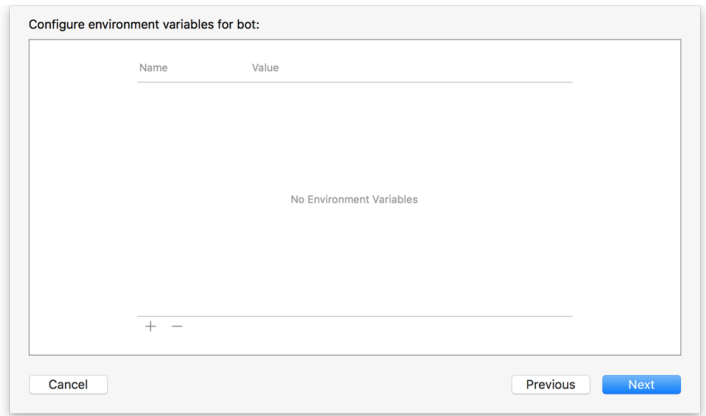 Configure environment variables for bot:
Name Value
No Environment Variables
+ −
Cancel Previous Next